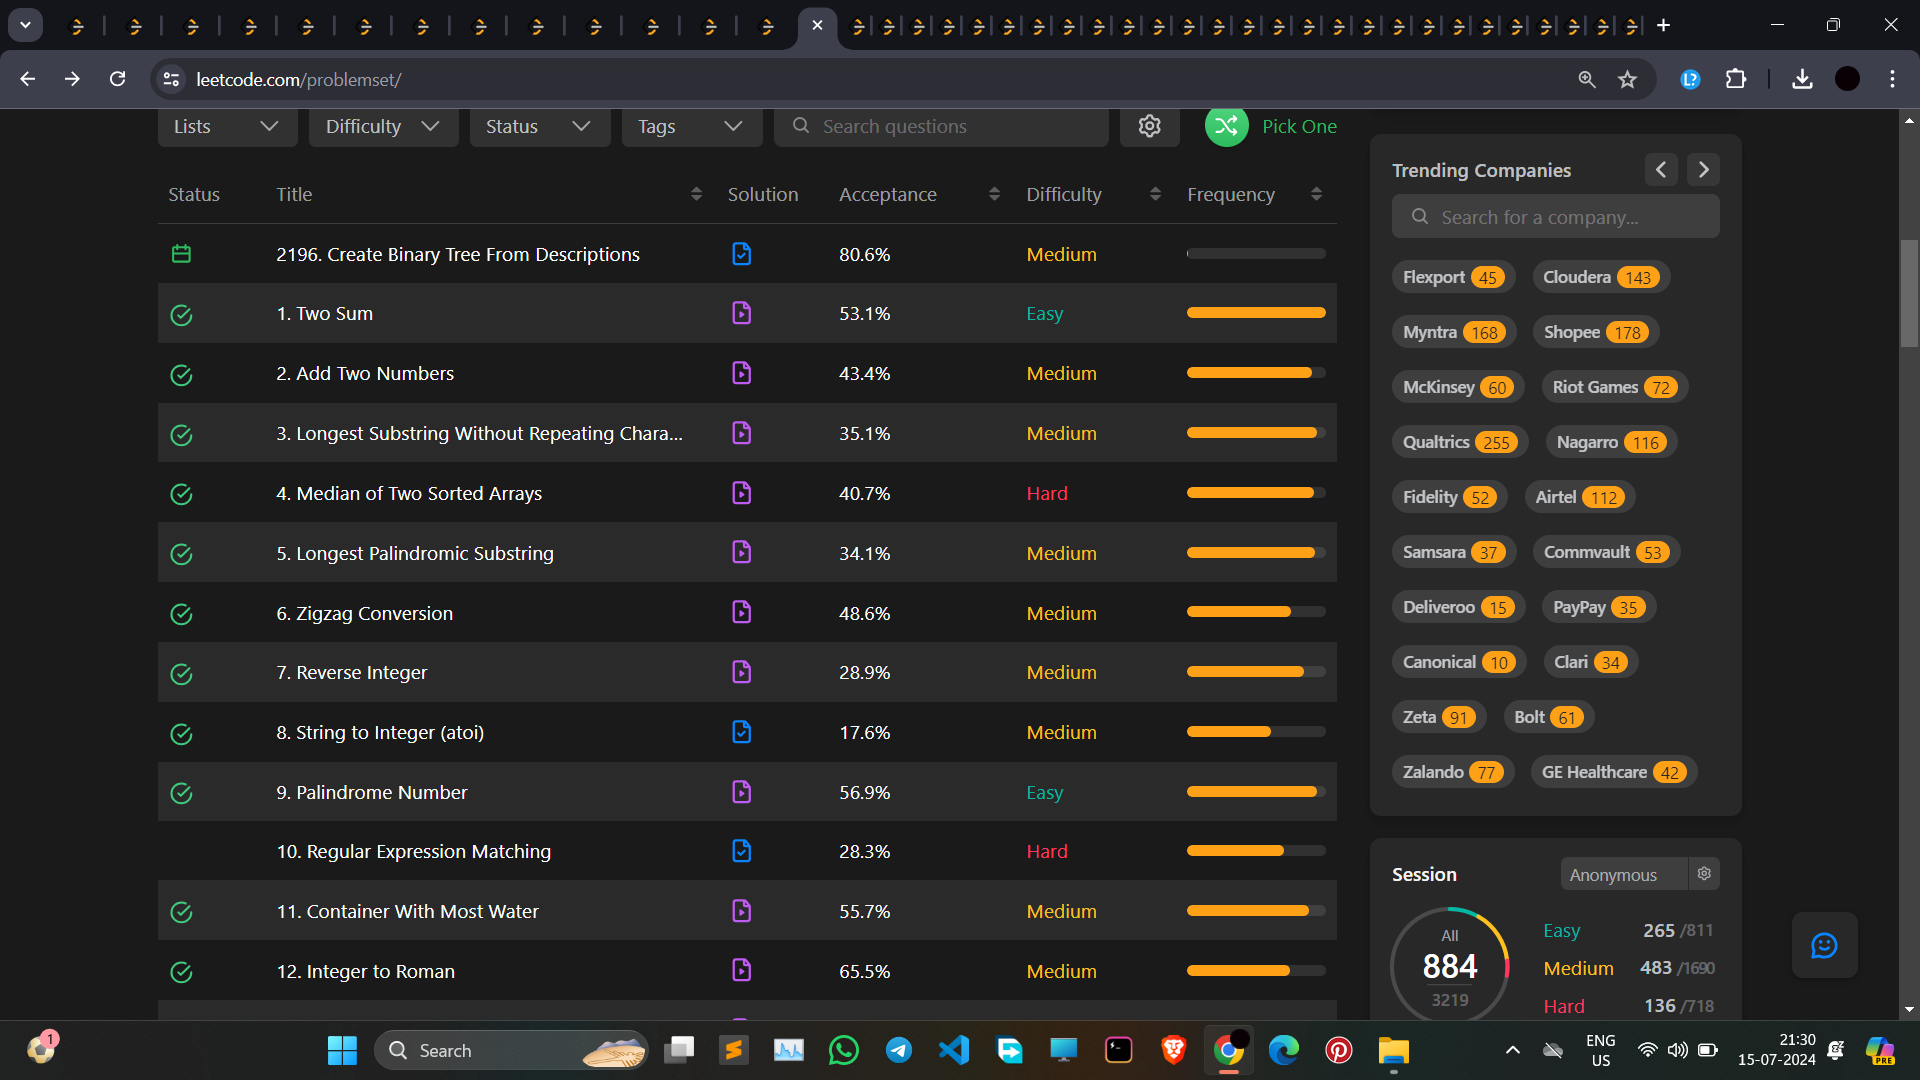 leetcode.com/problemset/
Lists Difficulty Status Tags Search questions Pick One
Status Title Solution Acceptance Difficulty Frequency
2196. Create Binary Tree From Descriptions 80.6% Medium
1. Two Sum 53.1% Easy
2. Add Two Numbers 43.4% Medium
3. Longest Substring Without Repeating Chara... 35.1% Medium
4. Median of Two Sorted Arrays 40.7% Hard
5. Longest Palindromic Substring 34.1% Medium
6. Zigzag Conversion 48.6% Medium
7. Reverse Integer 28.9% Medium
8. String to Integer (atoi) 17.6% Medium
9. Palindrome Number 56.9% Easy
10. Regular Expression Matching 28.3% Hard
11. Container With Most Water 55.7% Medium
12. Integer to Roman 65.5% Medium
Trending Companies
Search for a company...
Flexport 45 Cloudera 143
Myntra 168 Shopee 178
McKinsey 60 Riot Games 72
Qualtrics 255 Nagarro 116
Fidelity 52 Airtel 112
Samsara 37 Commvault 53
Deliveroo 15 PayPay 35
Canonical 10 Clari 34
Zeta 91 Bolt 61
Zalando 77 GE Healthcare 42
Session Anonymous
All
884
3219
Easy 265 /811
Medium 483 /1690
Hard 136 /718
1
Search
ENG
US
21:30
15-07-2024
PRE